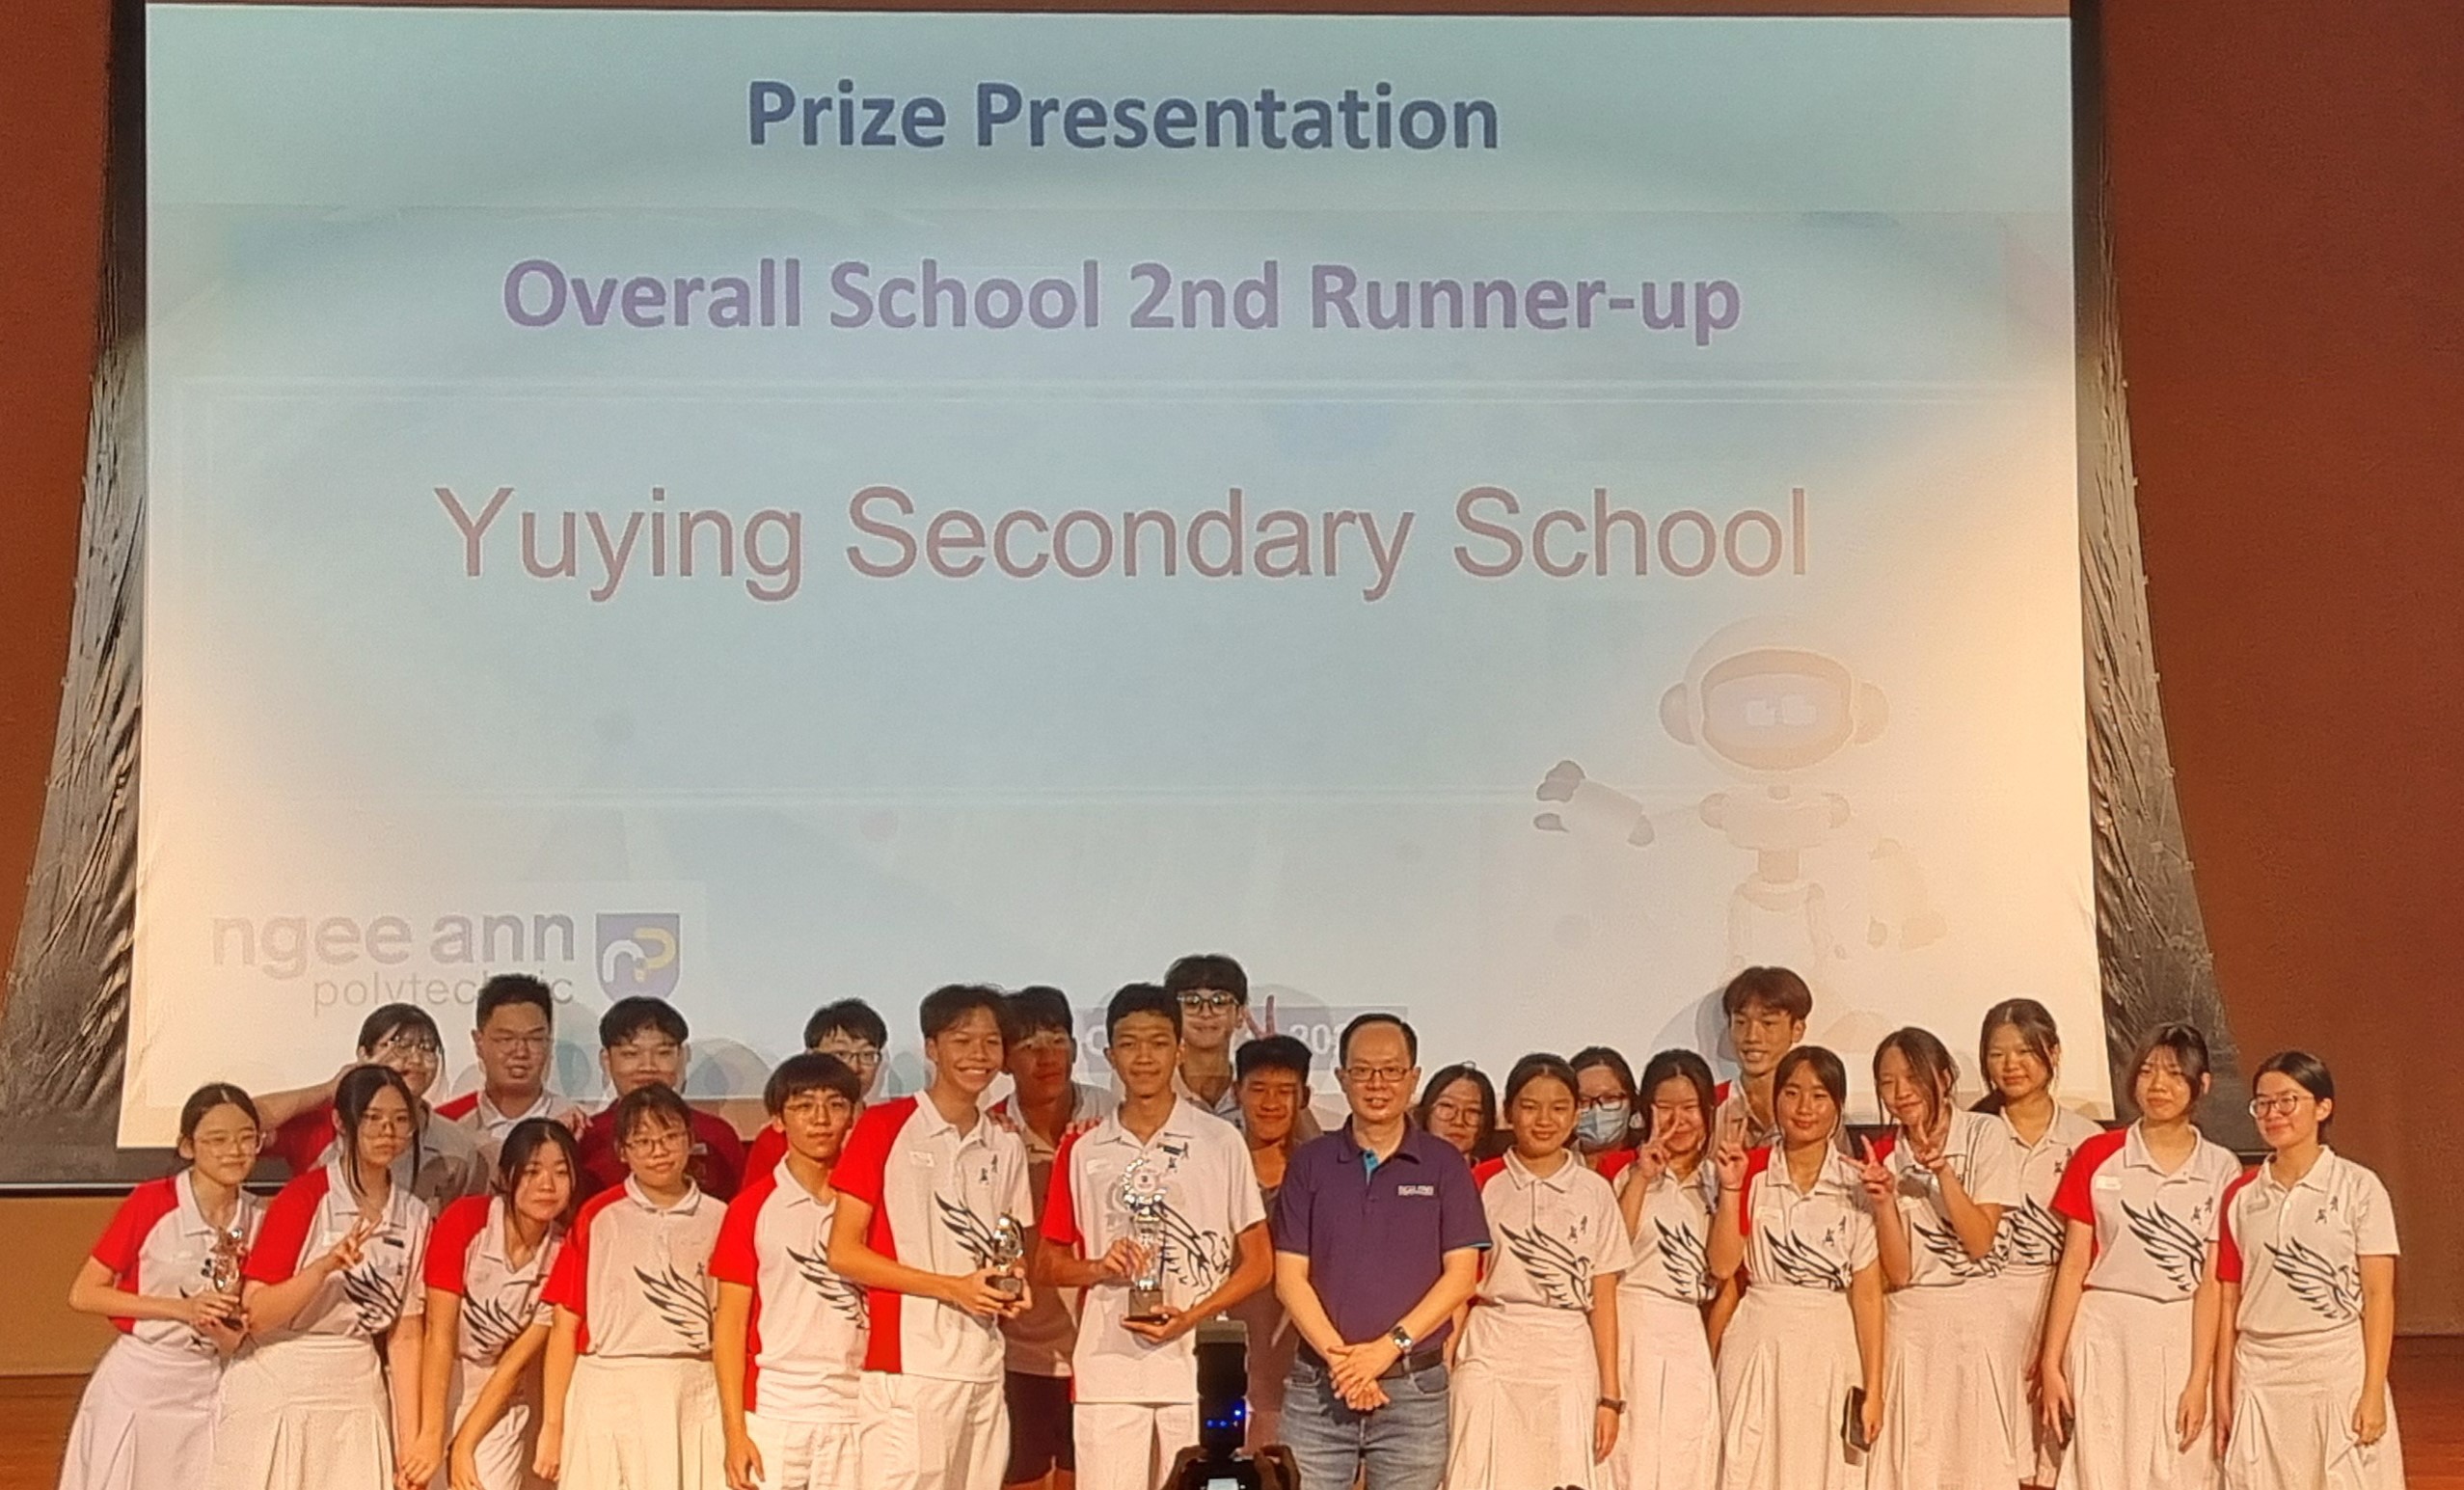 Prize Presentation
Overall School 2nd Runner-up
Yuying Secondary School
ngee ann
polytechnic